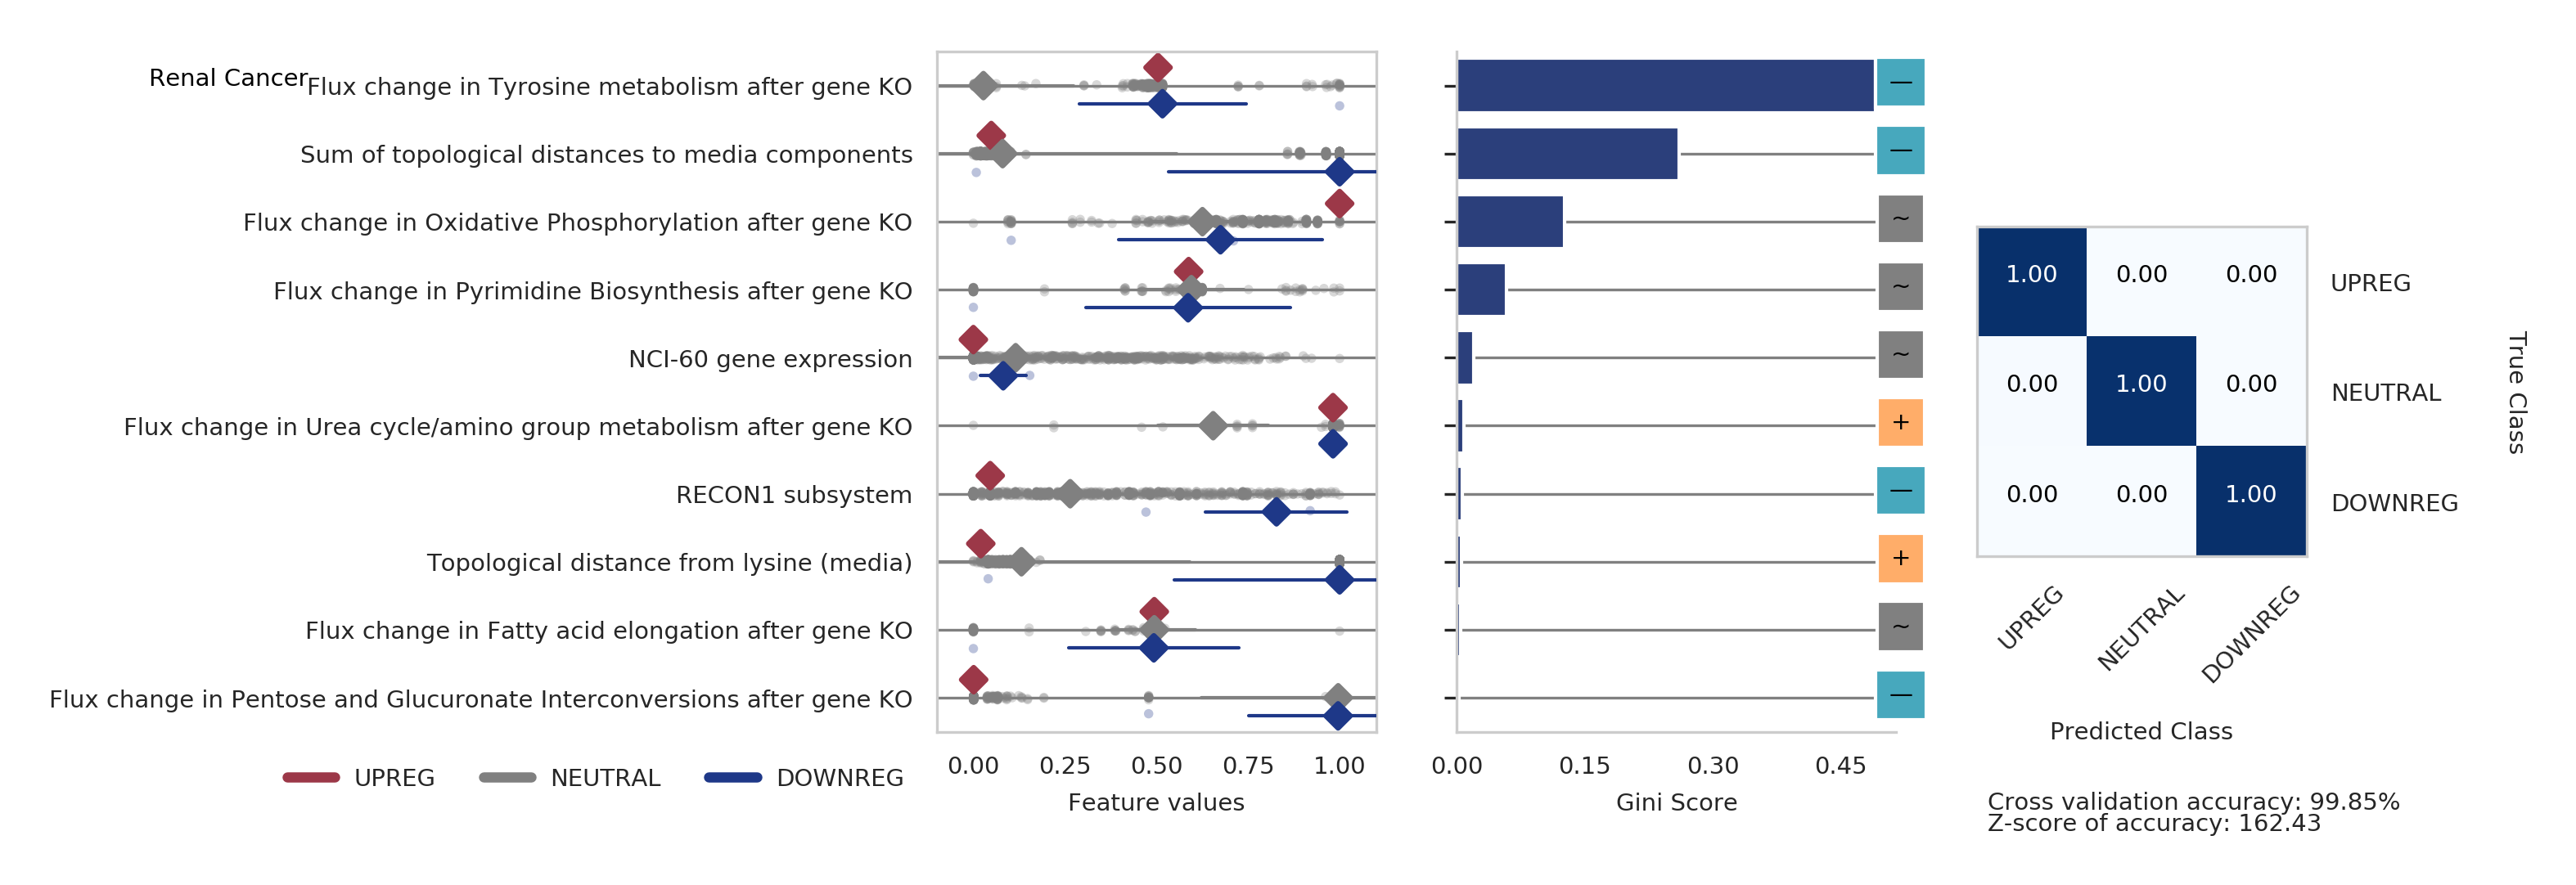 Renal Cancer
Flux change in Tyrosine metabolism after gene KO
Sum of topological distances to media components
Flux change in Oxidative Phosphorylation after gene KO
Flux change in Pyrimidine Biosynthesis after gene KO
NCI-60 gene expression
Flux change in Urea cycle/amino group metabolism after gene KO
RECON1 subsystem
Topological distance from lysine (media)
Flux change in Fatty acid elongation after gene KO
Flux change in Pentose and Glucuronate Interconversions after gene KO
UPREG NEUTRAL DOWNREG
0.00 0.25 0.50 0.75 1.00
Feature values
—
—
~
~
~
+
—
+
~
—
0.00 0.15 0.30 0.45
Gini Score
1.00 0.00 0.00 UPREG
0.00 1.00 0.00 NEUTRAL
0.00 0.00 1.00 DOWNREG
True Class
UPREG NEUTRAL DOWNREG
Predicted Class
Cross validation accuracy: 99.85%
Z-score of accuracy: 162.43